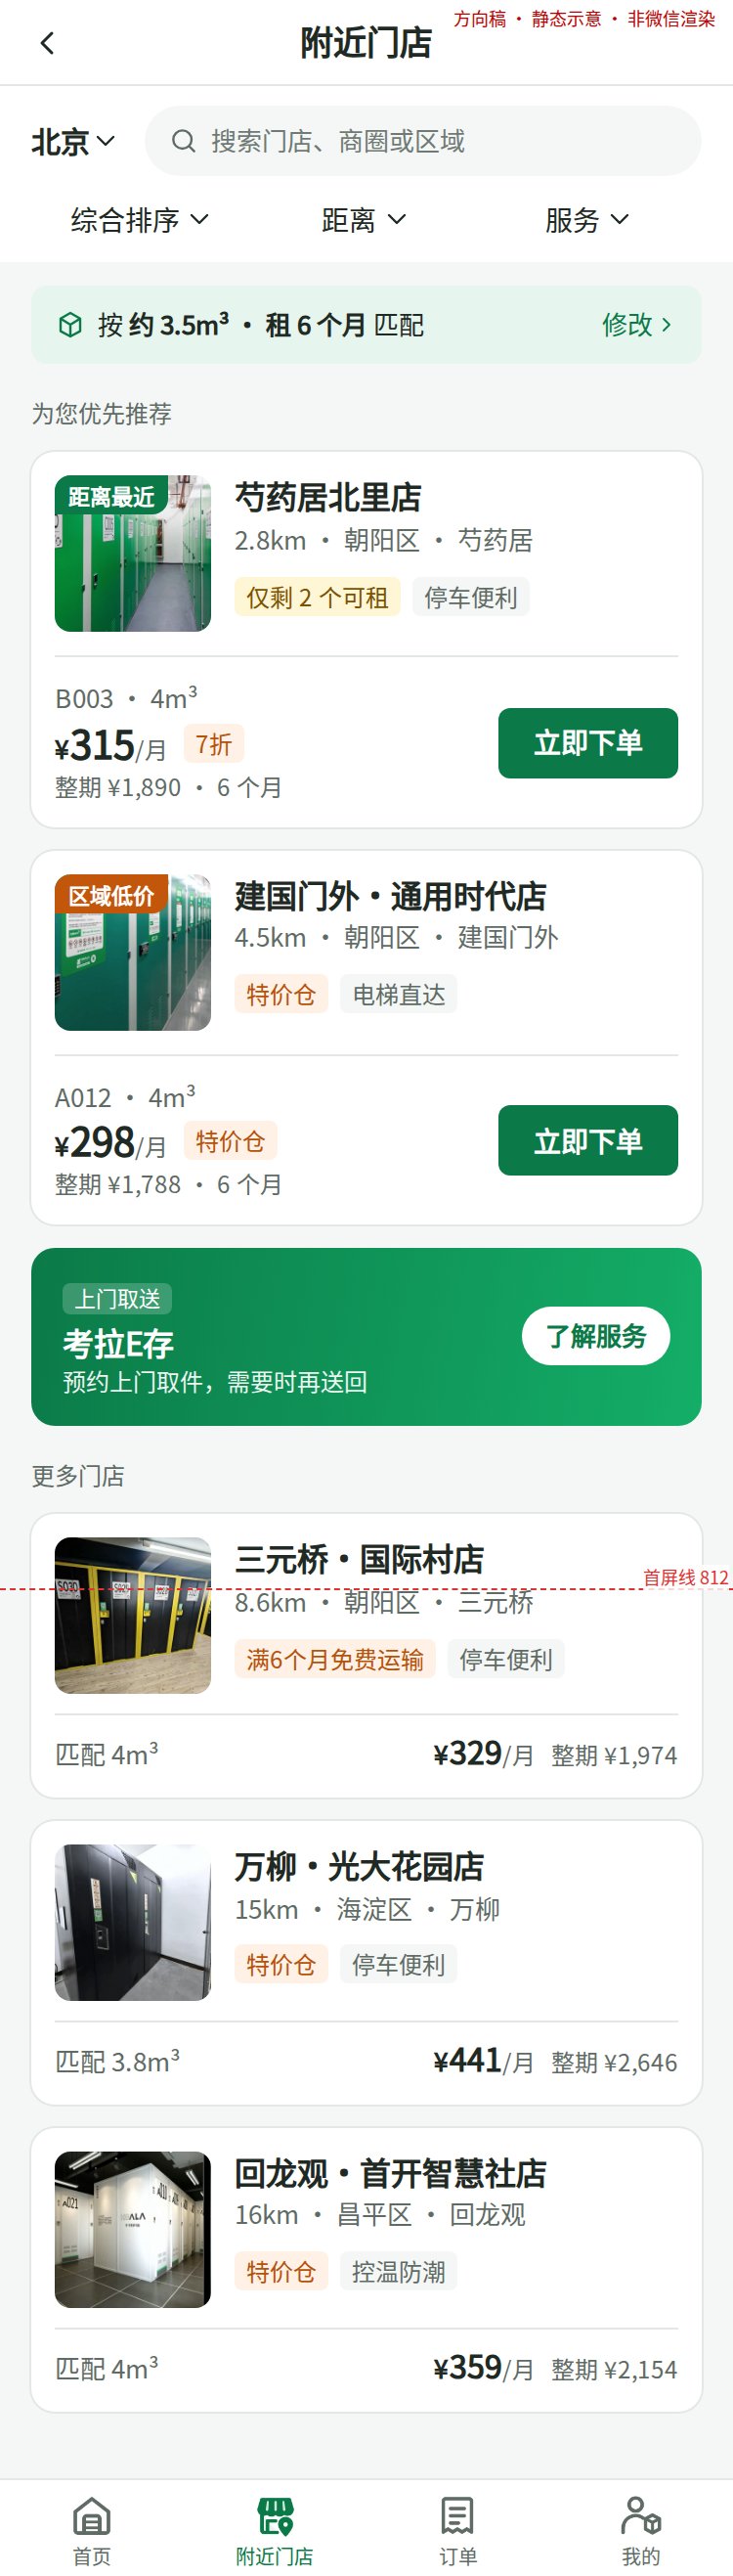 方向稿 · 静态示意 · 非微信渲染
附近门店
北京
搜索门店、商圈或区域
综合排序 距离 服务
按 约 3.5m³ · 租 6 个月 匹配 修改
为您优先推荐
距离最近
芍药居北里店
2.8km · 朝阳区 · 芍药居
仅剩 2 个可租 停车便利
B003 · 4m³
¥315/月 7折
立即下单
整期 ¥1,890 · 6 个月
区域低价
建国门外·通用时代店
4.5km · 朝阳区 · 建国门外
特价仓 电梯直达
A012 · 4m³
¥298/月 特价仓
立即下单
整期 ¥1,788 · 6 个月
上门取送
考拉E存
预约上门取件，需要时再送回
了解服务
更多门店
三元桥·国际村店
首屏线 812
8.6km · 朝阳区 · 三元桥
S030
满6个月免费运输 停车便利
匹配 4m³ ¥329/月 整期 ¥1,974
万柳·光大花园店
15km · 海淀区 · 万柳
特价仓 停车便利
匹配 3.8m³ ¥441/月 整期 ¥2,646
回龙观·首开智慧社店
16km · 昌平区 · 回龙观
A021
特价仓 控温防潮
匹配 4m³ ¥359/月 整期 ¥2,154
首页 附近门店 订单 我的